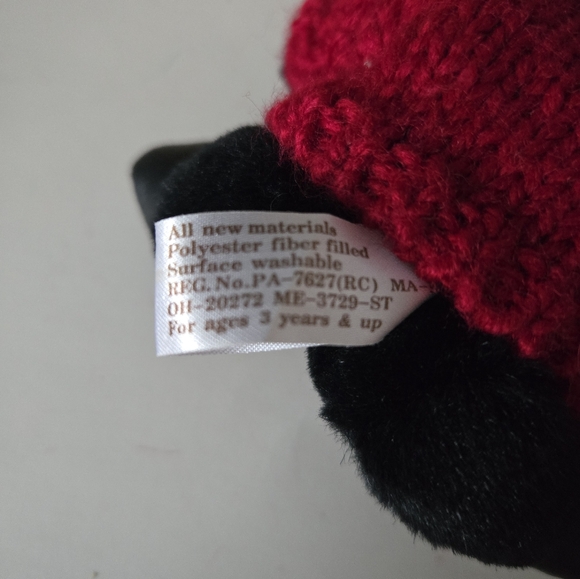 All new materials
Polyester fiber filled
Surface washable
REG. No. PA-7627(RC) MA-
OH-20272 ME-3729-ST
For ages 3 years & up